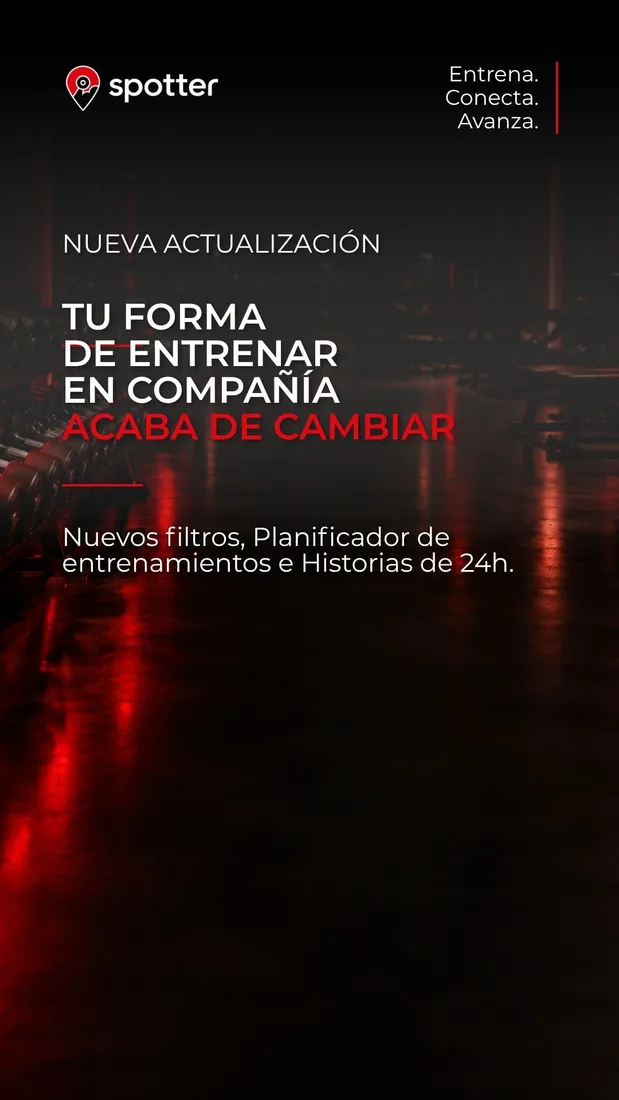 spotter
Entrena.
Conecta.
Avanza.
NUEVA ACTUALIZACIÓN
TU FORMA
DE ENTRENAR
EN COMPAÑÍA
ACABA DE CAMBIAR
Nuevos filtros, Planificador de
entrenamientos e Historias de 24h.